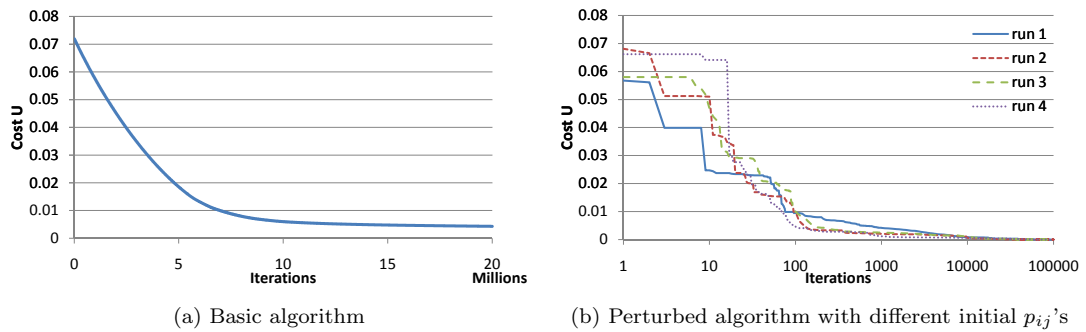 0.08
0.07
0.06
0.05
0.04
0.03
0.02
0.01
0
Cost U
0 5 10 15 20
Iterations Millions
(a) Basic algorithm
0.08
0.07
0.06
0.05
0.04
0.03
0.02
0.01
0
Cost U
run 1
run 2
run 3
run 4
1 10 100 1000 10000 100000
Iterations
(b) Perturbed algorithm with different initial p_{ij}'s